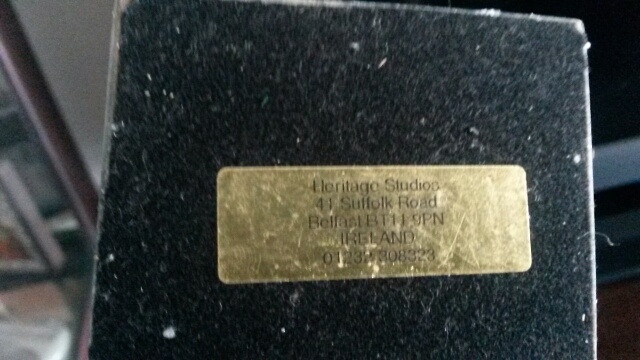 Heritage Studios
41 Suffolk Road
Belfast BT11 9PN
IRELAND
01232 308323